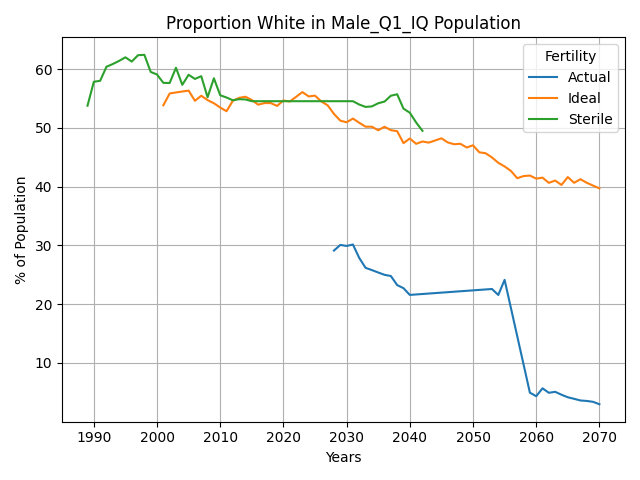 Proportion White in Male_Q1_IQ Population
Fertility
Actual
Ideal
Sterile
% of Population
60
50
40
30
20
10
1990 2000 2010 2020 2030 2040 2050 2060 2070
Years